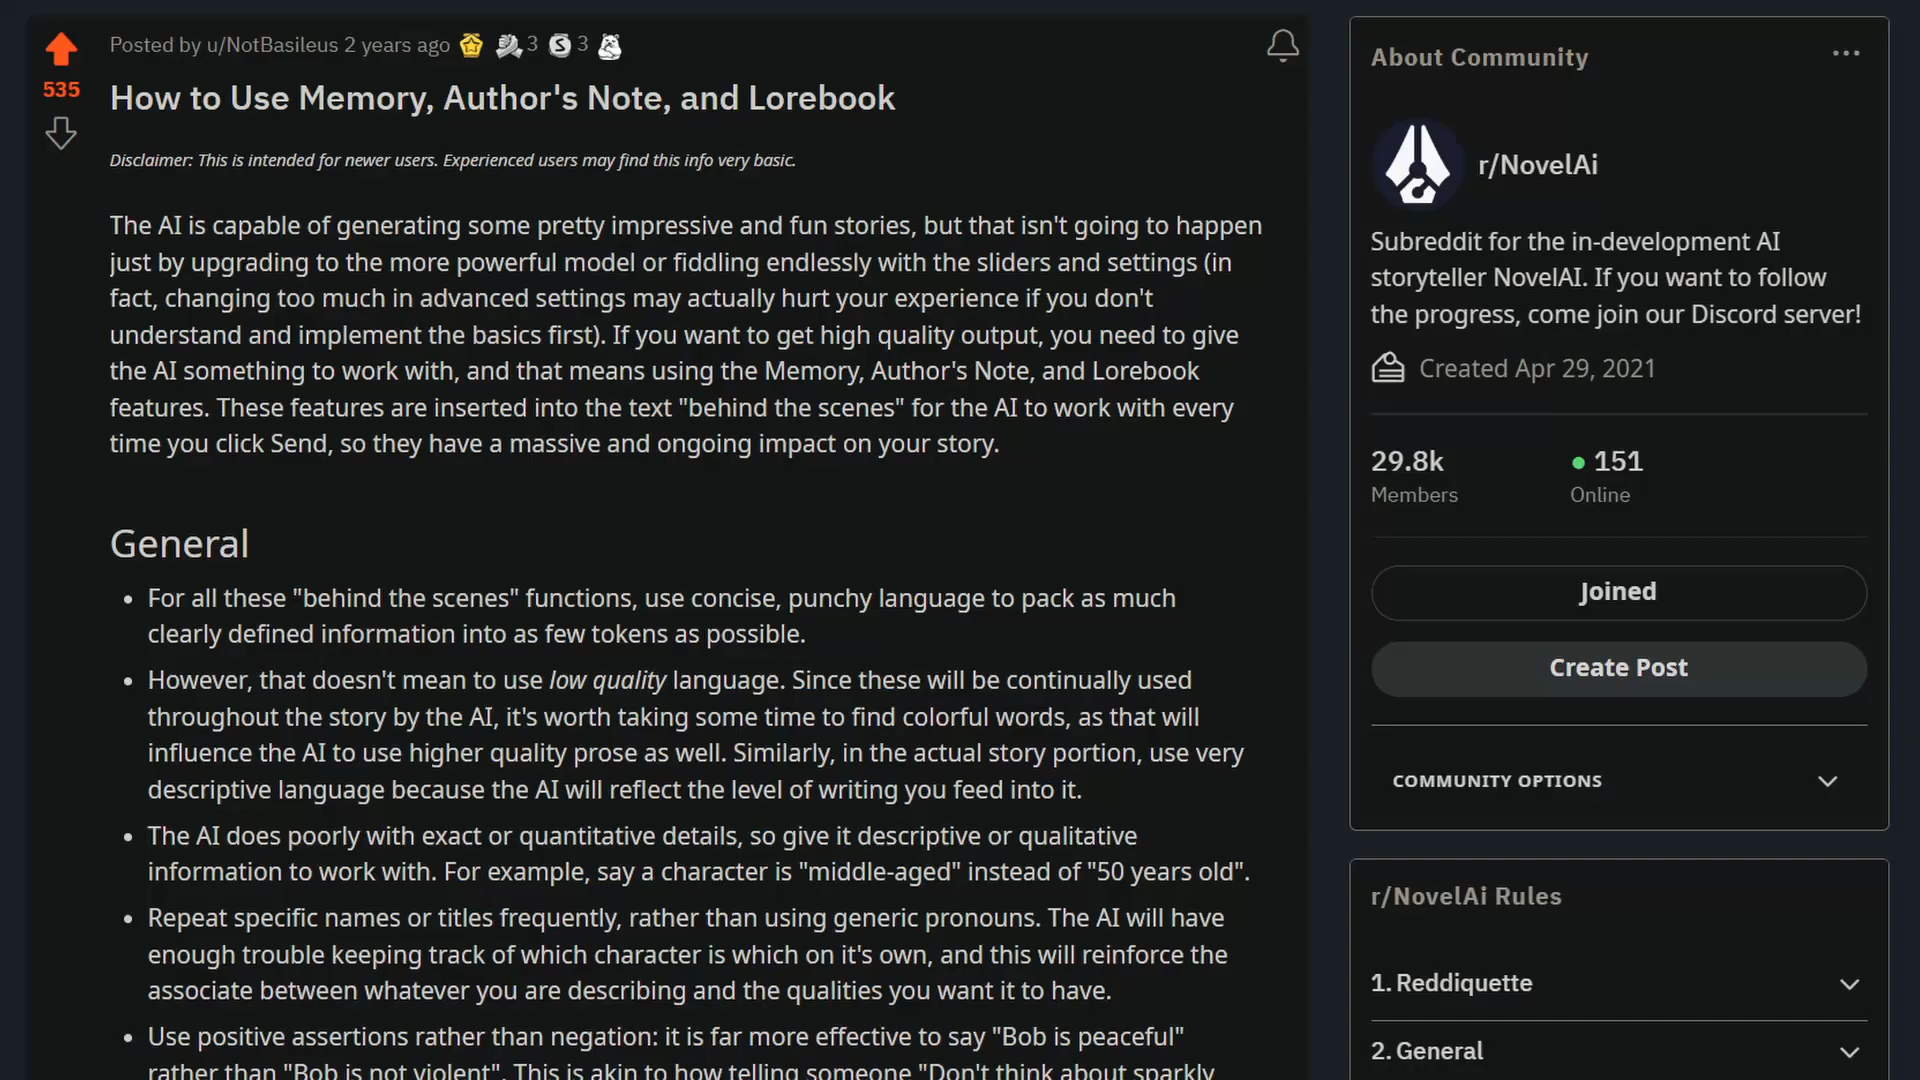 Posted by u/NotBasileus 2 years ago 3 3
535
How to Use Memory, Author's Note, and Lorebook
Disclaimer: This is intended for newer users. Experienced users may find this info very basic.
The AI is capable of generating some pretty impressive and fun stories, but that isn't going to happen
just by upgrading to the more powerful model or fiddling endlessly with the sliders and settings (in
fact, changing too much in advanced settings may actually hurt your experience if you don't
understand and implement the basics first). If you want to get high quality output, you need to give
the AI something to work with, and that means using the Memory, Author's Note, and Lorebook
features. These features are inserted into the text "behind the scenes" for the AI to work with every
time you click Send, so they have a massive and ongoing impact on your story.
General
• For all these "behind the scenes" functions, use concise, punchy language to pack as much
clearly defined information into as few tokens as possible.
• However, that doesn't mean to use low quality language. Since these will be continually used
throughout the story by the AI, it's worth taking some time to find colorful words, as that will
influence the AI to use higher quality prose as well. Similarly, in the actual story portion, use very
descriptive language because the AI will reflect the level of writing you feed into it.
• The AI does poorly with exact or quantitative details, so give it descriptive or qualitative
information to work with. For example, say a character is "middle-aged" instead of "50 years old".
• Repeat specific names or titles frequently, rather than using generic pronouns. The AI will have
enough trouble keeping track of which character is which on it's own, and this will reinforce the
associate between whatever you are describing and the qualities you want it to have.
• Use positive assertions rather than negation: it is far more effective to say "Bob is peaceful"
rather than "Bob is not violent". This is akin to how telling someone "Don't think about sparkly
About Community
r/NovelAi
Subreddit for the in-development AI
storyteller NovelAI. If you want to follow
the progress, come join our Discord server!
Created Apr 29, 2021
29.8k 151
Members Online
Joined
Create Post
COMMUNITY OPTIONS
r/NovelAi Rules
1. Reddiquette
2. General